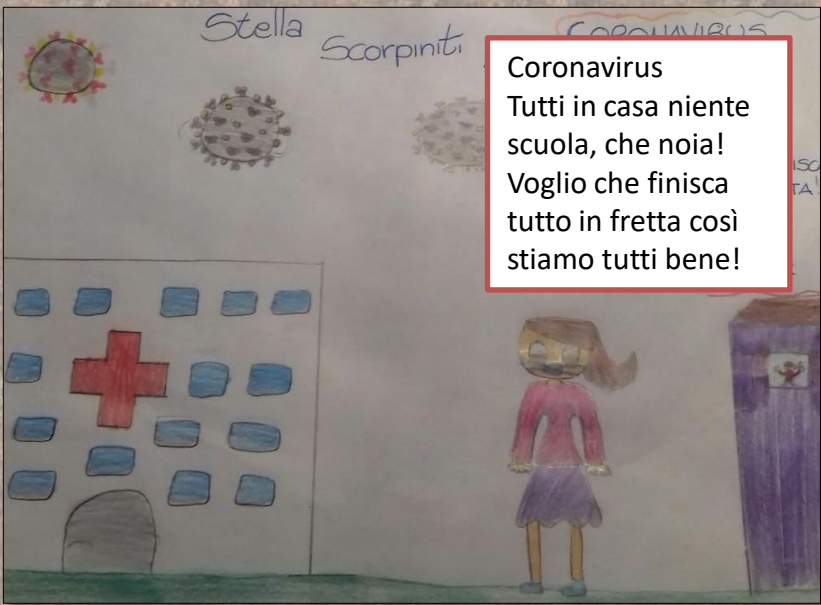 Stella
Scorpiniti
CORONAVIRUS
Coronavirus
Tutti in casa niente
scuola, che noia!
Voglio che finisca
tutto in fretta così
stiamo tutti bene!